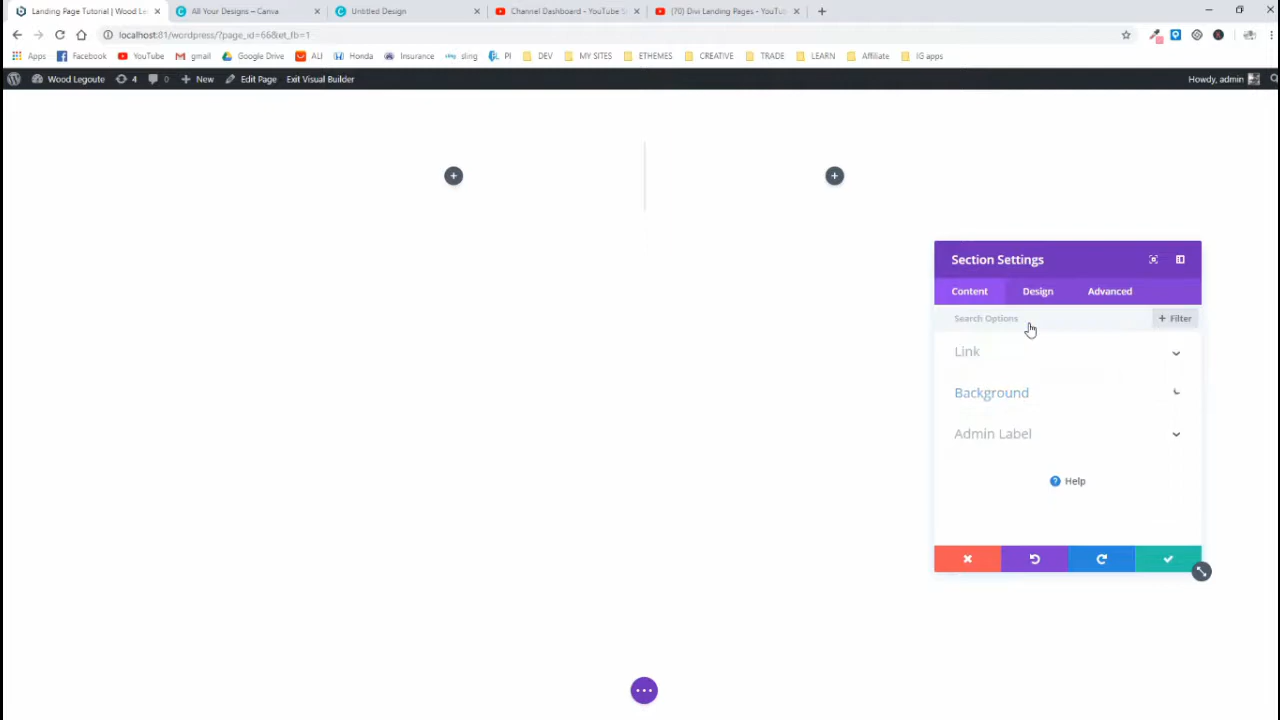 Landing Page Tutorial | Wood Le
All Your Designs – Canva
Untitled Design
Channel Dashboard - YouTube S
(70) Divi Landing Pages - YouTu
localhost:81/wordpress/?page_id=66&et_fb=1
Apps
Facebook
YouTube
gmail
Google Drive
ALI
Honda
Insurance
sling
PI
DEV
MY SITES
ETHEMES
CREATIVE
TRADE
LEARN
Affiliate
IG apps
Wood Legoute
4
0
New
Edit Page
Exit Visual Builder
Howdy, admin
Section Settings
Content
Design
Advanced
Search Options
+ Filter
Link
Background
Admin Label
Help